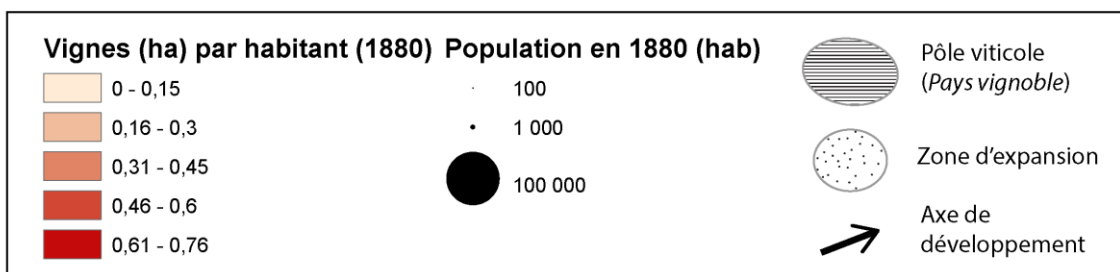 Vignes (ha) par habitant (1880)
0 - 0,15
0,16 - 0,3
0,31 - 0,45
0,46 - 0,6
0,61 - 0,76
Population en 1880 (hab)
100
1 000
100 000
Pôle viticole
(Pays vignoble)
Zone d'expansion
Axe de
développement